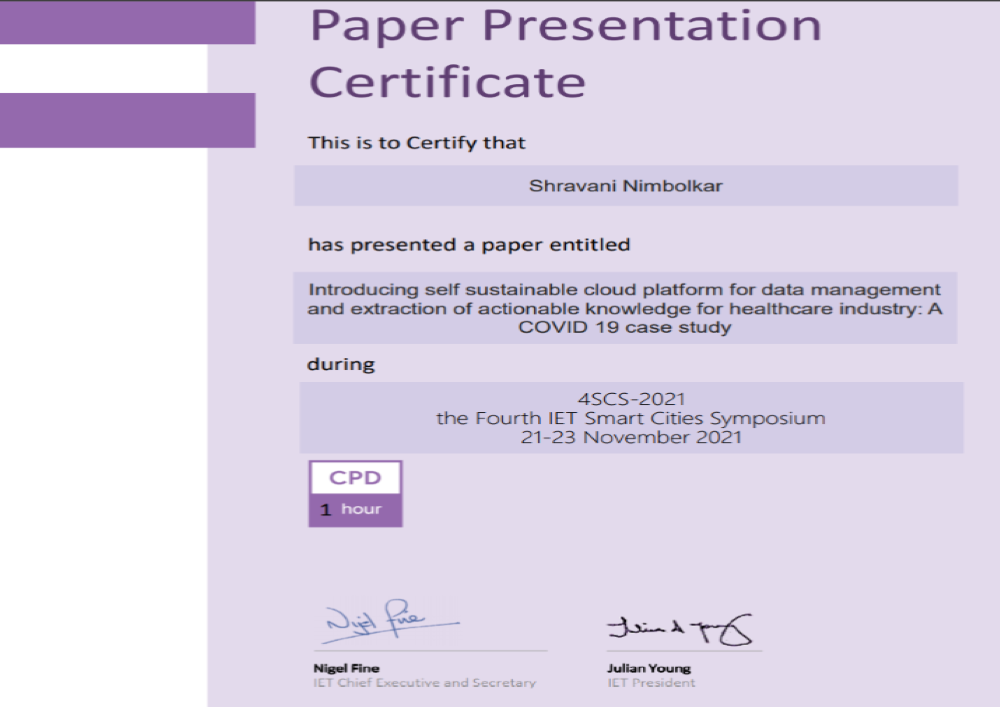 Paper Presentation
Certificate
This is to Certify that
Shravani Nimbolkar
has presented a paper entitled
Introducing self sustainable cloud platform for data management
and extraction of actionable knowledge for healthcare industry: A
COVID 19 case study
during
4SCS-2021
the Fourth IET Smart Cities Symposium
21-23 November 2021
CPD
1 hour
Nigel Fine
Nigel Fine
IET Chief Executive and Secretary
Julian Young
IET President